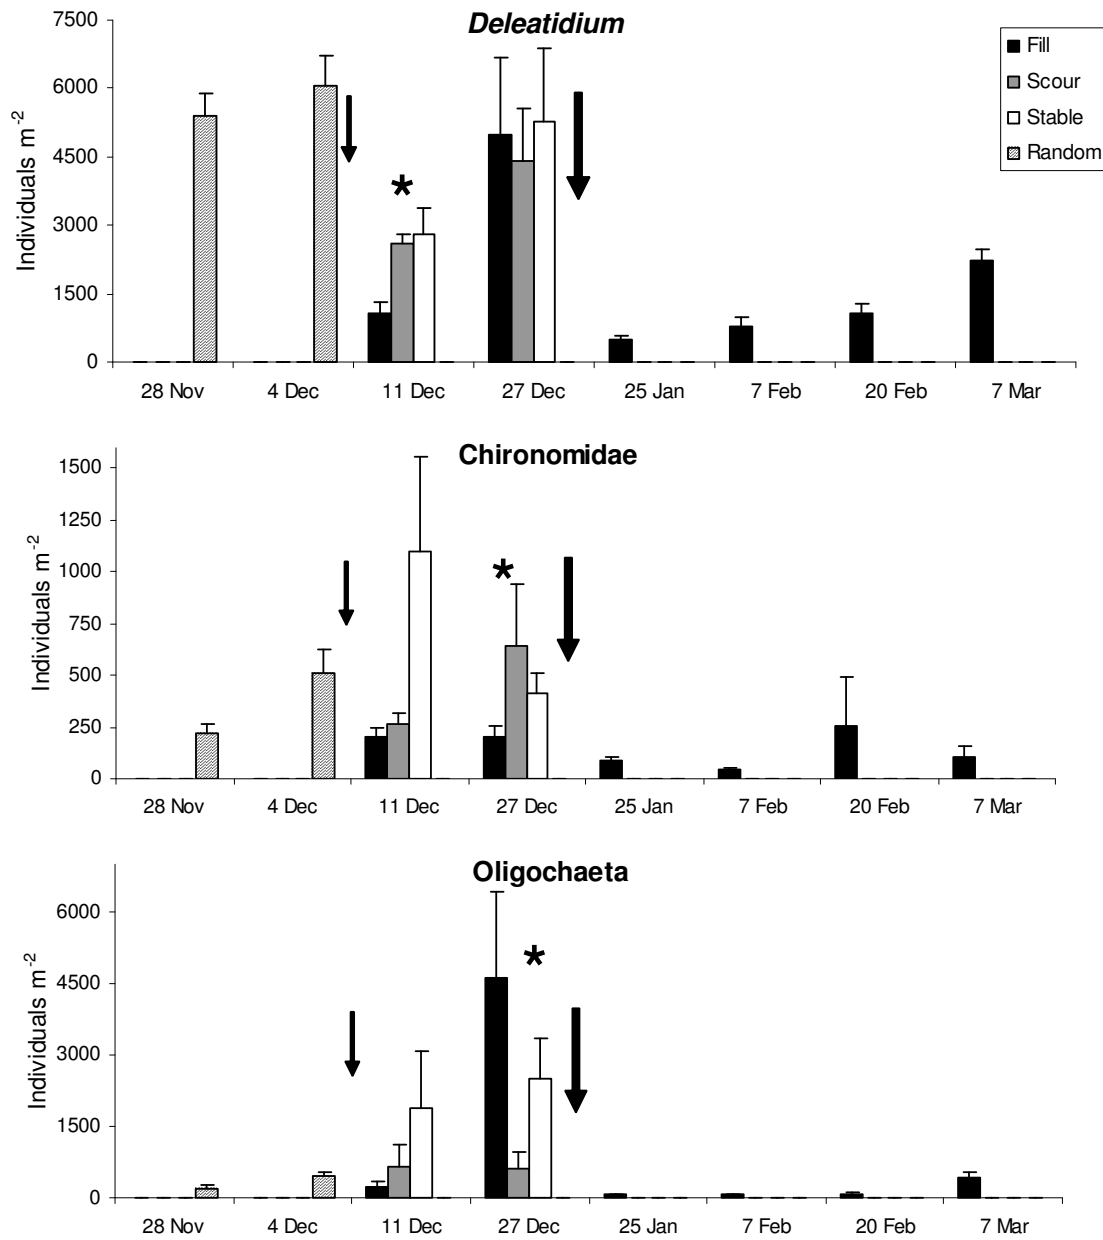 Deleatidium
Fill
Scour
Stable
Random
Individuals m-2
7500
6000
4500
3000
1500
0
*
28 Nov 4 Dec 11 Dec 27 Dec 25 Jan 7 Feb 20 Feb 7 Mar
Chironomidae
Individuals m-2
1500
1250
1000
750
500
250
0
*
28 Nov 4 Dec 11 Dec 27 Dec 25 Jan 7 Feb 20 Feb 7 Mar
Oligochaeta
Individuals m-2
6000
4500
3000
1500
0
*
28 Nov 4 Dec 11 Dec 27 Dec 25 Jan 7 Feb 20 Feb 7 Mar